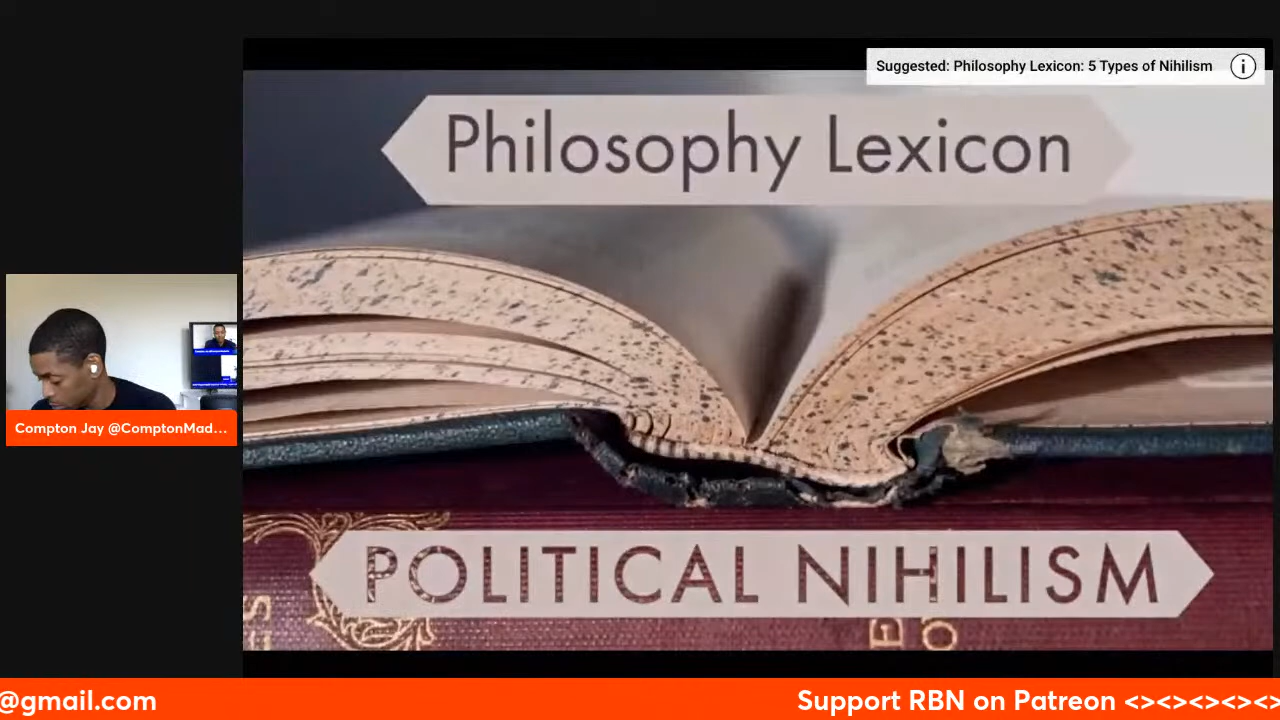 Suggested: Philosophy Lexicon: 5 Types of Nihilism
Philosophy Lexicon
Compton Jay @ComptonMad...
POLITICAL NIHILISM
@gmail.com
Support RBN on Patreon <><><><><>